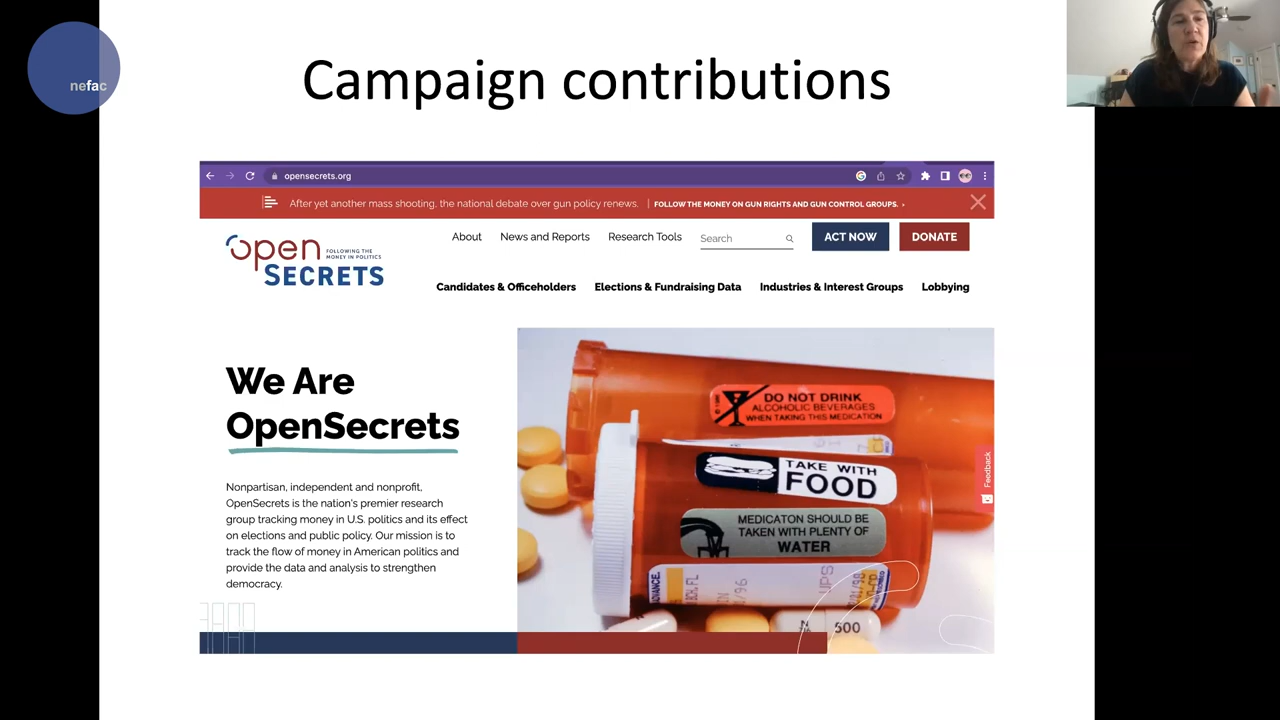 nefac
Campaign contributions
opensecrets.org
After yet another mass shooting, the national debate over gun policy renews. | FOLLOW THE MONEY ON GUN RIGHTS AND GUN CONTROL GROUPS. ›
open
SECRETS
FOLLOWING THE
MONEY IN POLITICS
About News and Reports Research Tools Search ACT NOW DONATE
Candidates & Officeholders Elections & Fundraising Data Industries & Interest Groups Lobbying
We Are
OpenSecrets
Nonpartisan, independent and nonprofit,
OpenSecrets is the nation's premier research
group tracking money in U.S. politics and its effect
on elections and public policy. Our mission is to
track the flow of money in American politics and
provide the data and analysis to strengthen
democracy.
DO NOT DRINK
ALCOHOLIC BEVERAGES
WHEN TAKING THIS MEDICATION
TAKE WITH
FOOD
MEDICATON SHOULD BE
TAKEN WITH PLENTY OF
WATER
500
Feedback